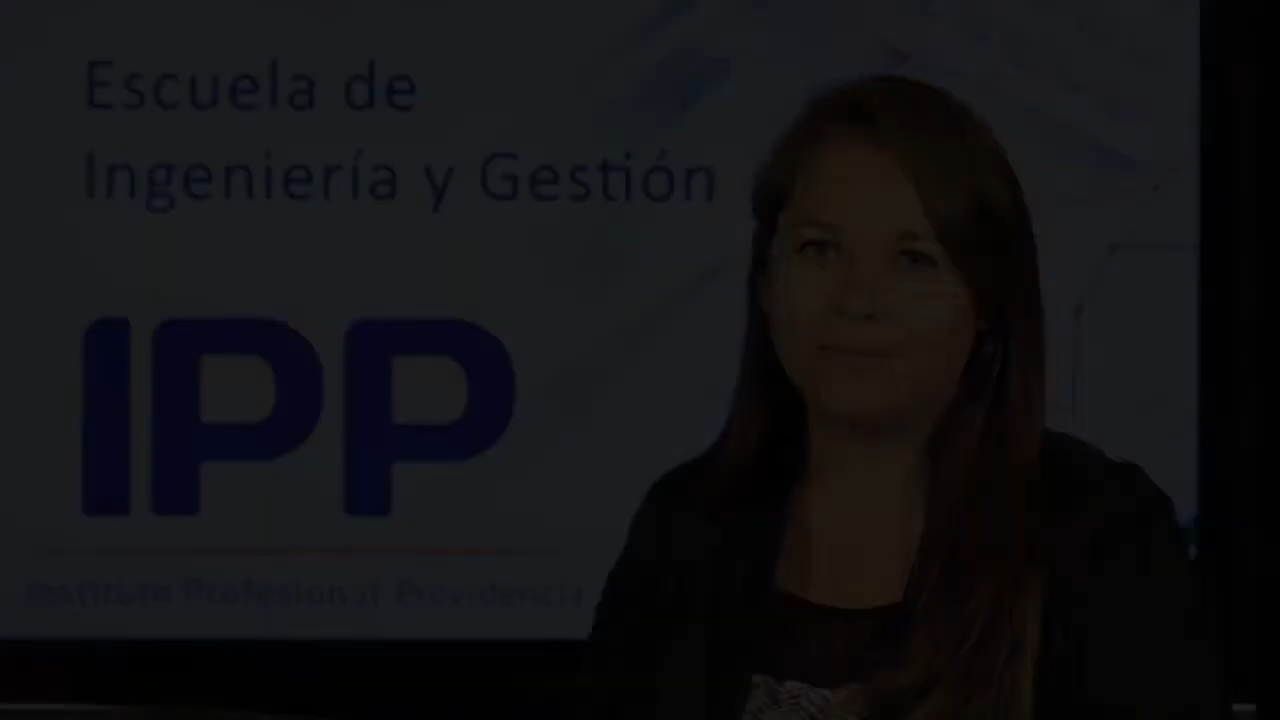 Escuela de
Ingeniería y Gestión
IPP
Instituto Profesional Providencia